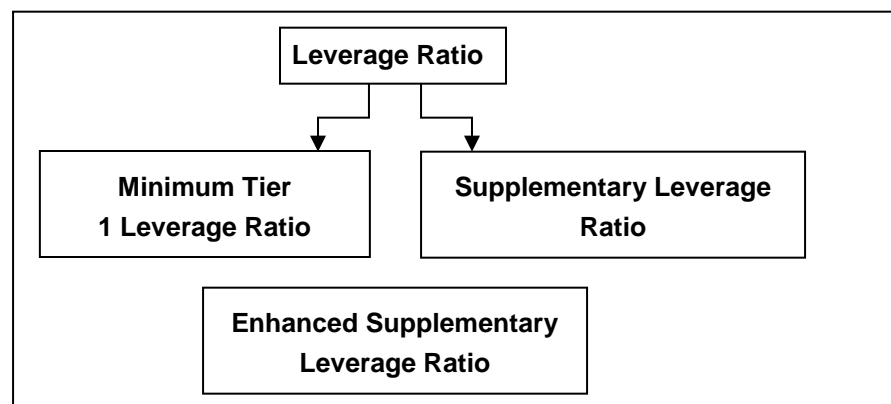 Leverage Ratio
Minimum Tier
1 Leverage Ratio
Supplementary Leverage
Ratio
Enhanced Supplementary
Leverage Ratio